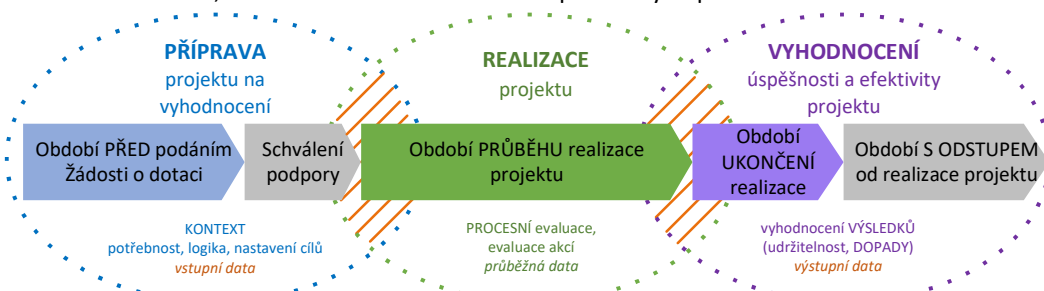 PŘÍPRAVA
projektu na
vyhodnocení
REALIZACE
projektu
VYHODNOCENÍ
úspěšnosti a efektivity
projektu
Období PŘED podáním
Žádosti o dotaci
Schválení
podpory
Období PRŮBĚHU realizace
projektu
Období
UKONČENÍ
realizace
Období S ODSTUPEM
od realizace projektu
KONTEXT
potřebnost, logika, nastavení cílů
vstupní data
PROCESNÍ evaluace,
evaluace akcí
průběžná data
vyhodnocení VÝSLEDKŮ
(udržitelnost, DOPADY)
výstupní data